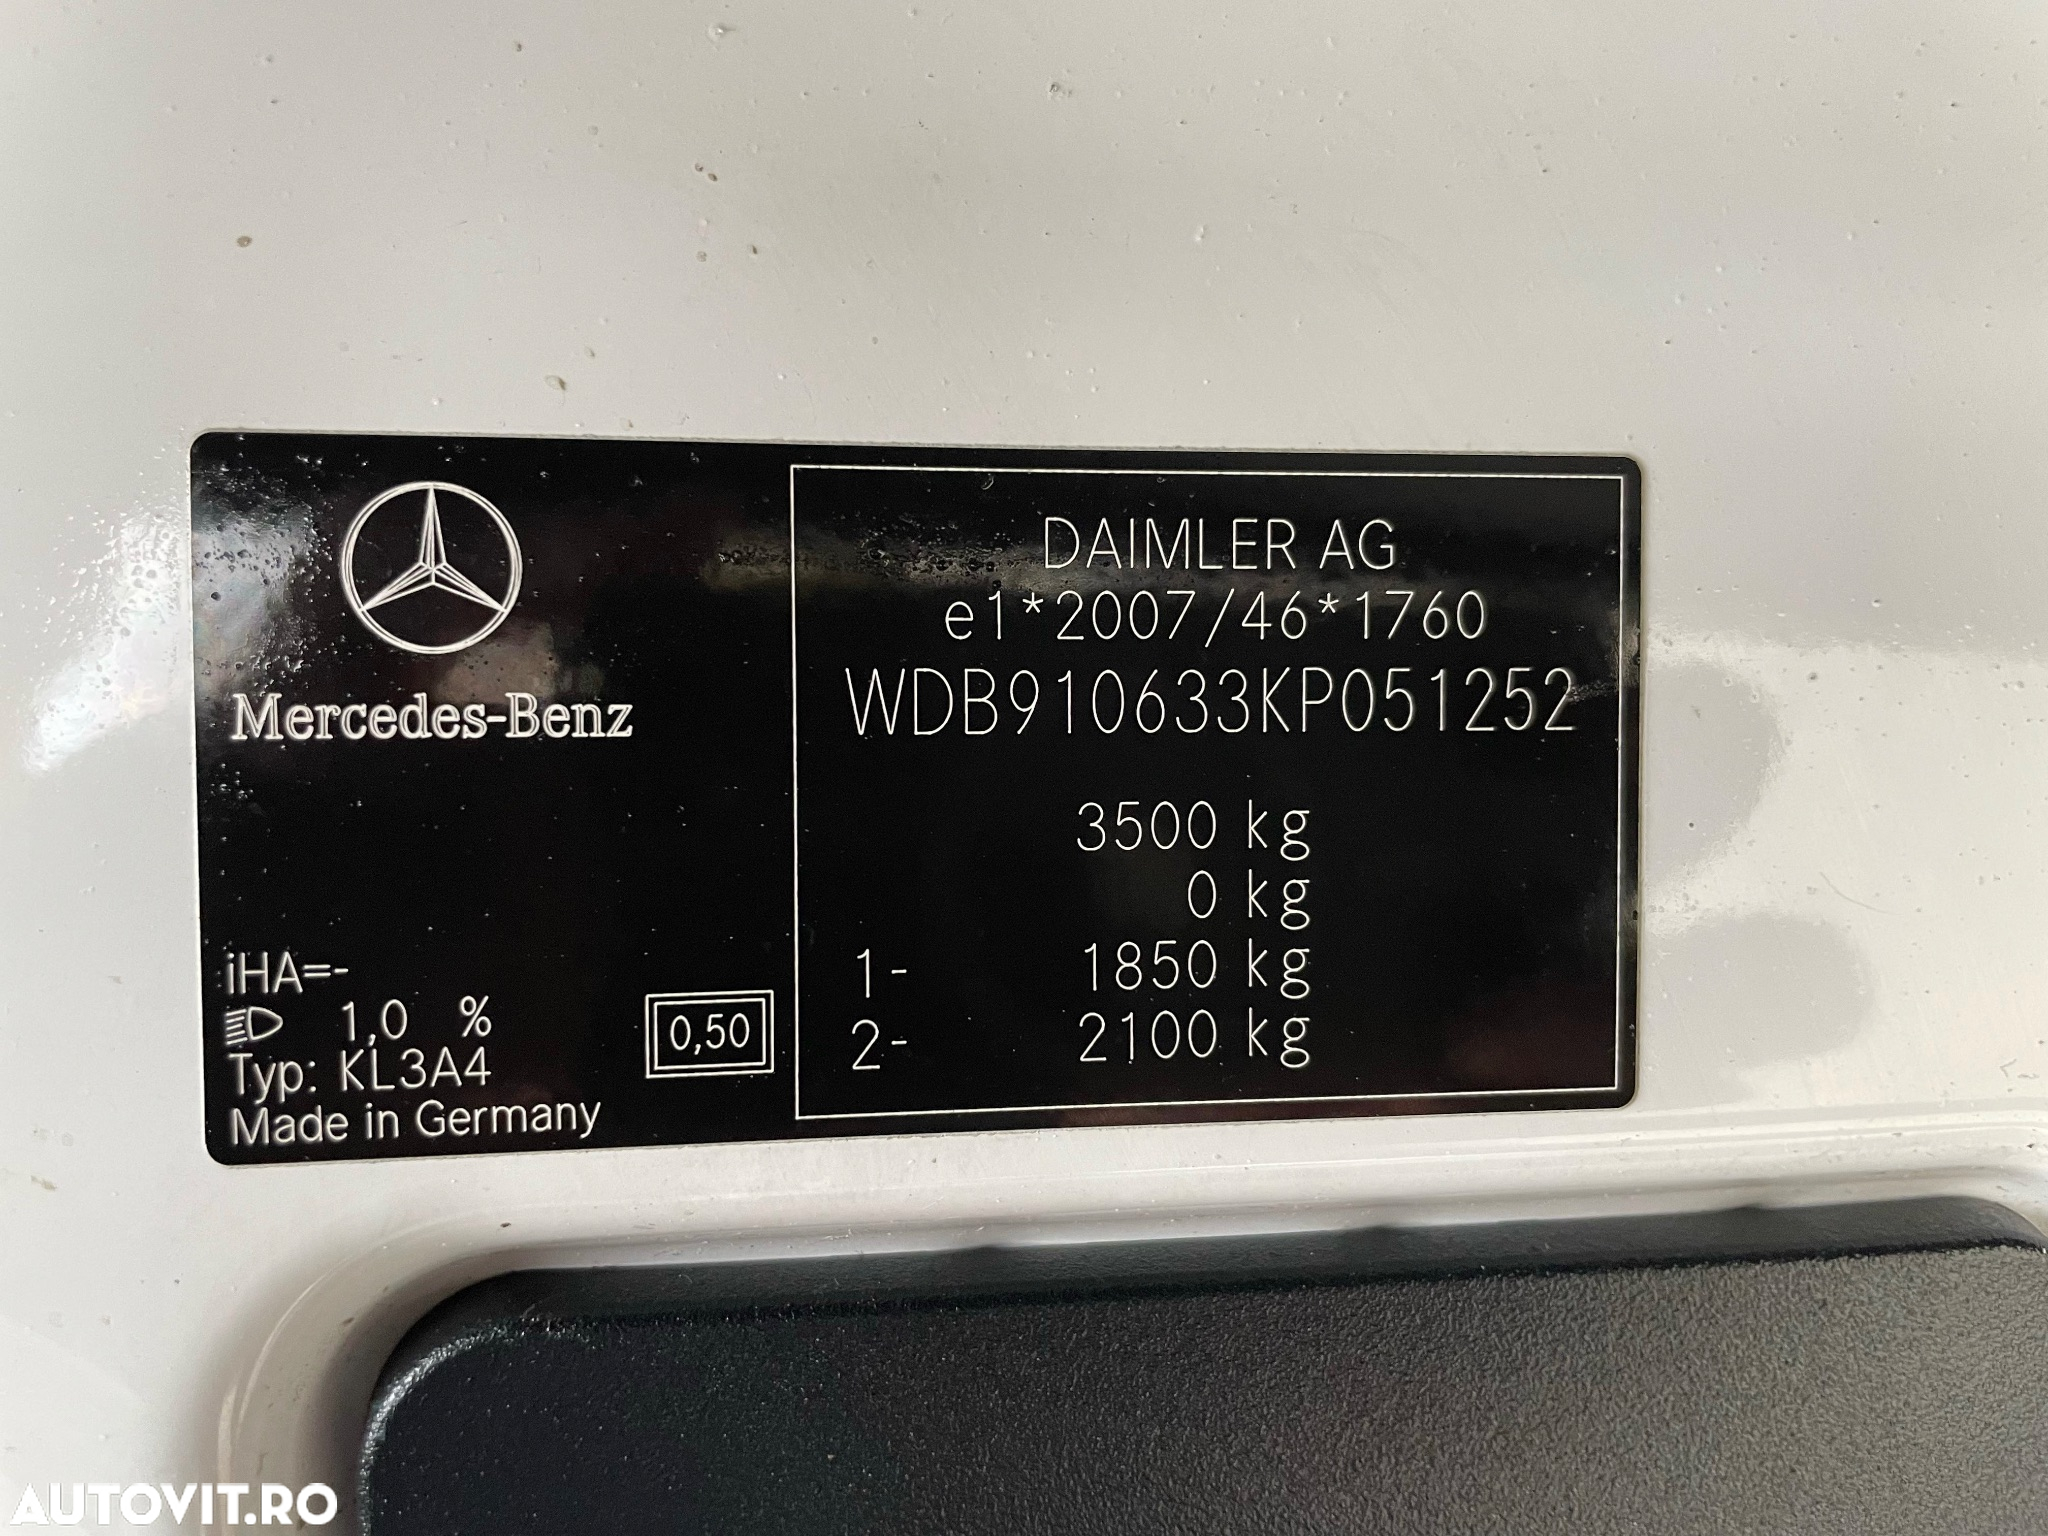 Mercedes-Benz
iHA=-
1,0 %
Typ: KL3A4
Made in Germany
0,50
DAIMLER AG
e1*2007/46*1760
WDB910633KP051252
3500 kg
0 kg
1- 1850 kg
2- 2100 kg
AUTOVIT.RO